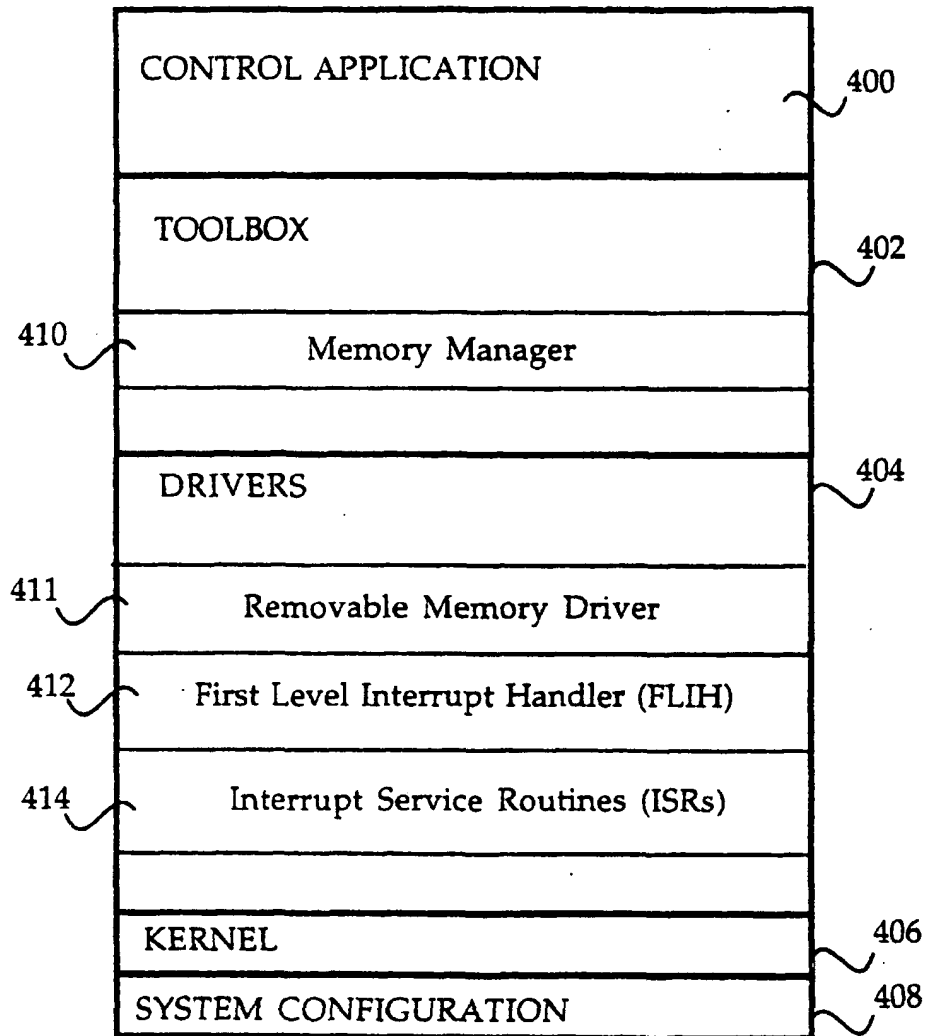 CONTROL APPLICATION
400
TOOLBOX
402
410
Memory Manager
DRIVERS
404
411
Removable Memory Driver
412
First Level Interrupt Handler (FLIH)
414
Interrupt Service Routines (ISRs)
KERNEL
406
SYSTEM CONFIGURATION
408